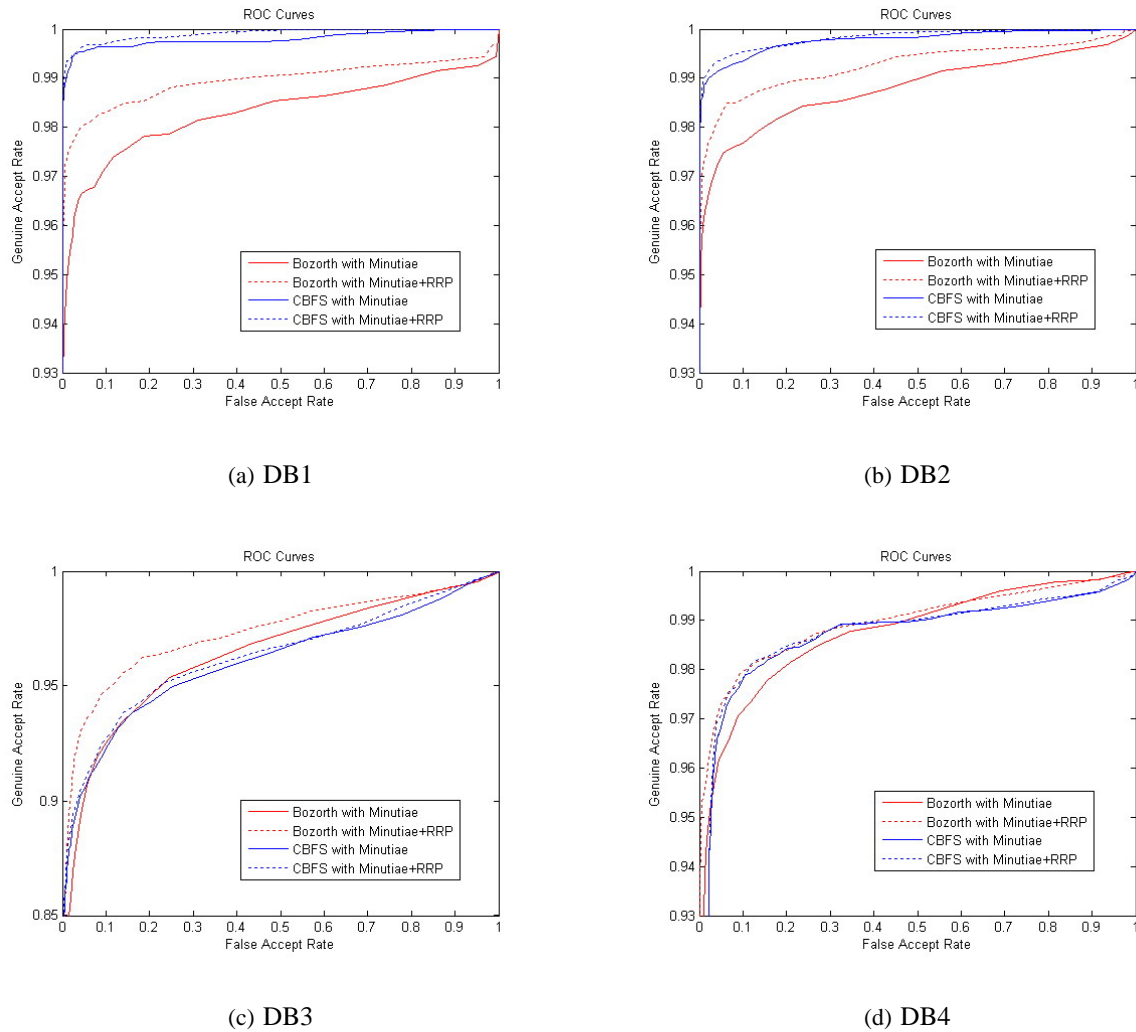 ROC Curves
1
0.99
0.98
0.97
0.96
0.95
0.94
0.93
Genuine Accept Rate
Bozorth with Minutiae
Bozorth with Minutiae+RRP
CBFS with Minutiae
CBFS with Minutiae+RRP
0 0.1 0.2 0.3 0.4 0.5 0.6 0.7 0.8 0.9 1
False Accept Rate
(a) DB1
ROC Curves
1
0.99
0.98
0.97
0.96
0.95
0.94
0.93
Genuine Accept Rate
Bozorth with Minutiae
Bozorth with Minutiae+RRP
CBFS with Minutiae
CBFS with Minutiae+RRP
0 0.1 0.2 0.3 0.4 0.5 0.6 0.7 0.8 0.9 1
False Accept Rate
(b) DB2
ROC Curves
1
0.95
0.9
0.85
Genuine Accept Rate
Bozorth with Minutiae
Bozorth with Minutiae+RRP
CBFS with Minutiae
CBFS with Minutiae+RRP
0 0.1 0.2 0.3 0.4 0.5 0.6 0.7 0.8 0.9 1
False Accept Rate
(c) DB3
ROC Curves
1
0.99
0.98
0.97
0.96
0.95
0.94
0.93
Genuine Accept Rate
Bozorth with Minutiae
Bozorth with Minutiae+RRP
CBFS with Minutiae
CBFS with Minutiae+RRP
0 0.1 0.2 0.3 0.4 0.5 0.6 0.7 0.8 0.9 1
False Accept Rate
(d) DB4